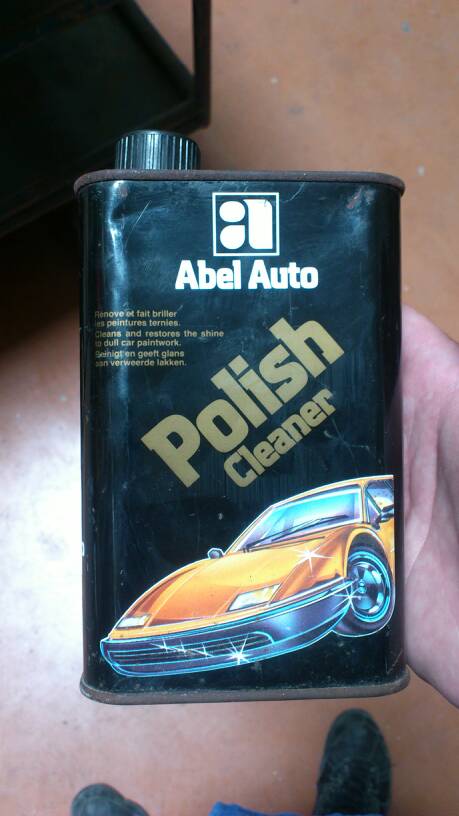 a
Abel Auto
Rénove et fait briller
les peintures ternies.
Cleans and restores the shine
to dull car paintwork.
Reinigt en geeft glans
aan verweerde lakken.
Polish
Cleaner